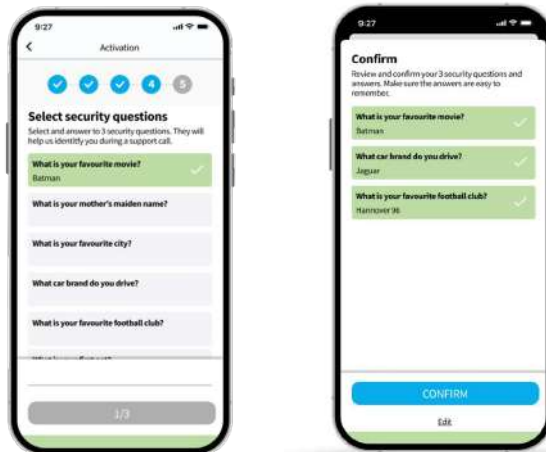 9:27
Activation
4
5
Select security questions
Select and answer to 3 security questions. They will
help us identify you during a support call.
What is your favourite movie?
Batman
What is your mother's maiden name?
What is your favourite city?
What car brand do you drive?
What is your favourite football club?
1/3
9:27
Confirm
Review and confirm your 3 security questions and
answers. Make sure the answers are easy to
remember.
What is your favourite movie?
Batman
What car brand do you drive?
Jaguar
What is your favourite football club?
Hannover 96
CONFIRM
Edit